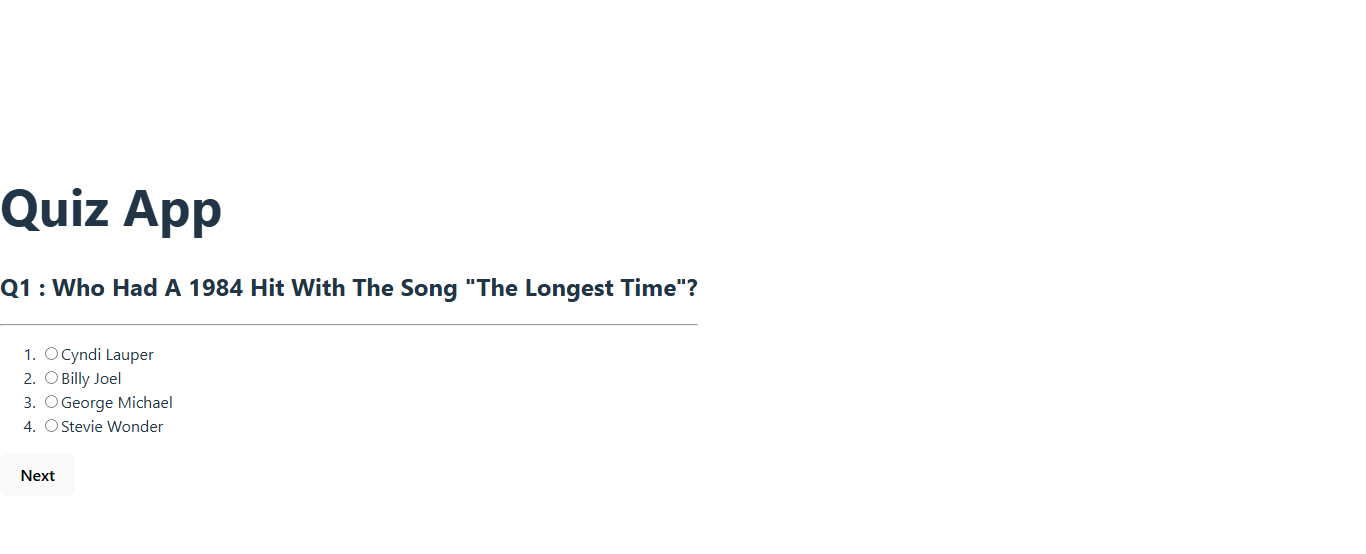 Quiz App
Q1 : Who Had A 1984 Hit With The Song "The Longest Time"?
1. Cyndi Lauper
2. Billy Joel
3. George Michael
4. Stevie Wonder
Next